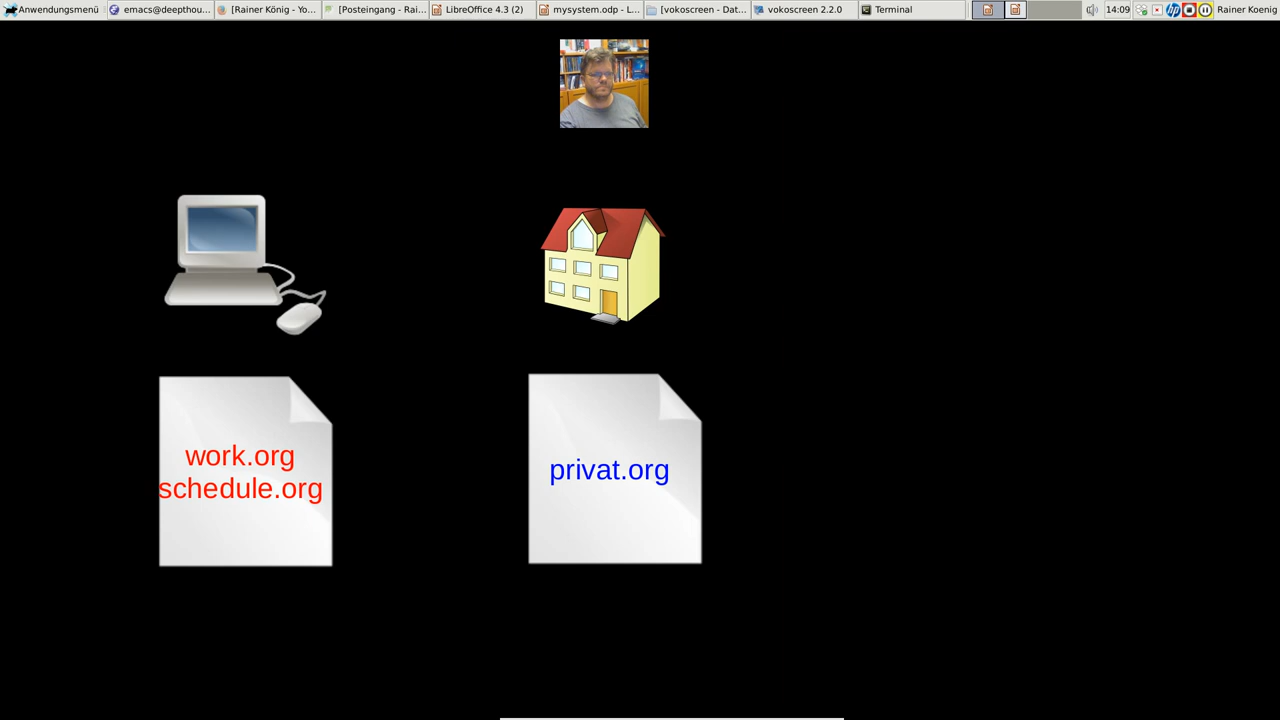 Anwendungsmenü
emacs@deepthou...
[Rainer König - Yo...
[Posteingang - Rai...
LibreOffice 4.3 (2)
mysystem.odp - L...
[vokoscreen - Dat...
vokoscreen 2.2.0
Terminal
14:09
hp
Rainer Koenig
work.org
schedule.org
privat.org